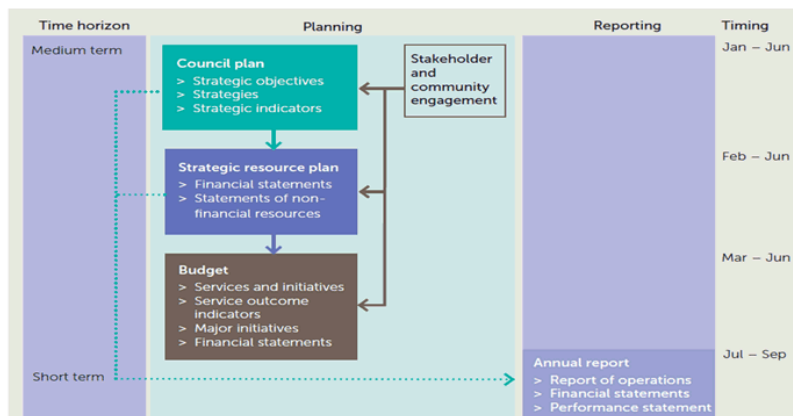 Time horizon
Planning
Reporting
Timing
Medium term
Council plan
> Strategic objectives
> Strategies
> Strategic indicators
Stakeholder
and
community
engagement
Jan – Jun
Strategic resource plan
> Financial statements
> Statements of non-
financial resources
Feb – Jun
Budget
> Services and initiatives
> Service outcome
indicators
> Major initiatives
> Financial statements
Mar – Jun
Short term
Annual report
> Report of operations
> Financial statements
> Performance statement
Jul – Sep